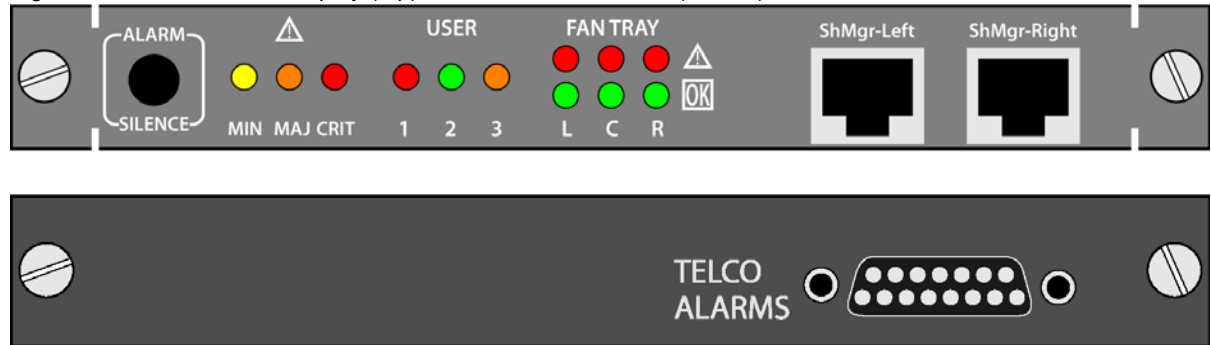 ALARM
SILENCE
MIN MAJ CRIT
USER
1 2 3
FAN TRAY
OK
L C R
ShMgr-Left
ShMgr-Right
TELCO
ALARMS